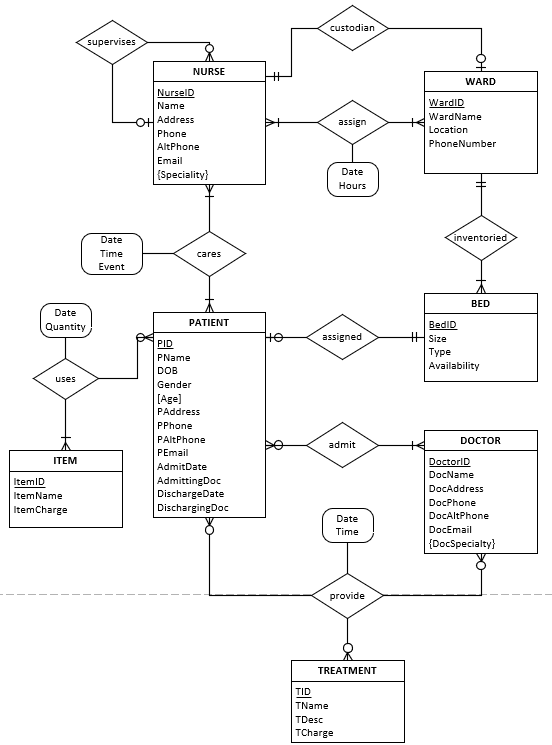 custodian
supervises
NURSE
NurseID
Name
Address
Phone
AltPhone
Email
{Speciality}
WARD
WardID
WardName
Location
PhoneNumber
assign
Date
Hours
Date
Time
Event
cares
inventoried
Date
Quantity
uses
PATIENT
PID
PName
DOB
Gender
[Age]
PAddress
PPhone
PAltPhone
PEmail
AdmitDate
AdmittingDoc
DischargeDate
DischargingDoc
assigned
BED
BedID
Size
Type
Availability
admit
ITEM
ItemID
ItemName
ItemCharge
DOCTOR
DoctorID
DocName
DocAddress
DocPhone
DocAltPhone
DocEmail
{DocSpecialty}
Date
Time
provide
TREATMENT
TID
TName
TDesc
TCharge